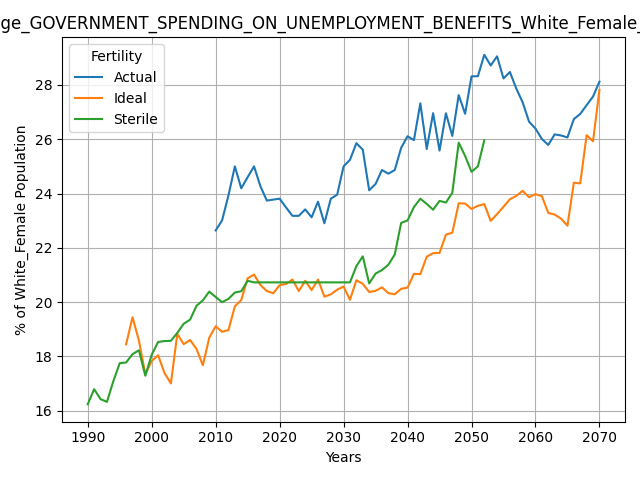 ge_GOVERNMENT_SPENDING_ON_UNEMPLOYMENT_BENEFITS_White_Female_
Fertility
Actual
Ideal
Sterile
% of White_Female Population
28
26
24
22
20
18
16
1990 2000 2010 2020 2030 2040 2050 2060 2070
Years